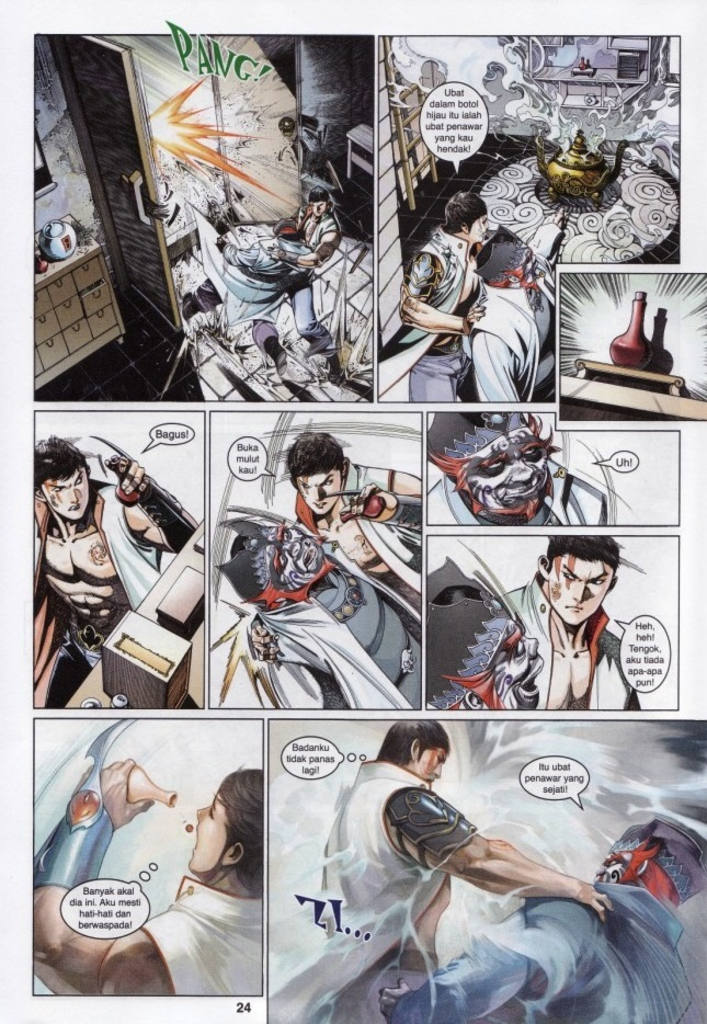 PANG!
Ubat
dalam botol
hijau itu ialah
ubat penawar
yang kau
hendak!
Bagus!
Buka
mulut
kau!
Uh!
Heh,
heh!
Tengok,
aku tiada
apa-apa
pun!
Banyak akal
dia ini. Aku mesti
hati-hati dan
berwaspada!
Badanku
tidak panas
lagi!
Itu ubat
penawar yang
sejati!
ZI...
24